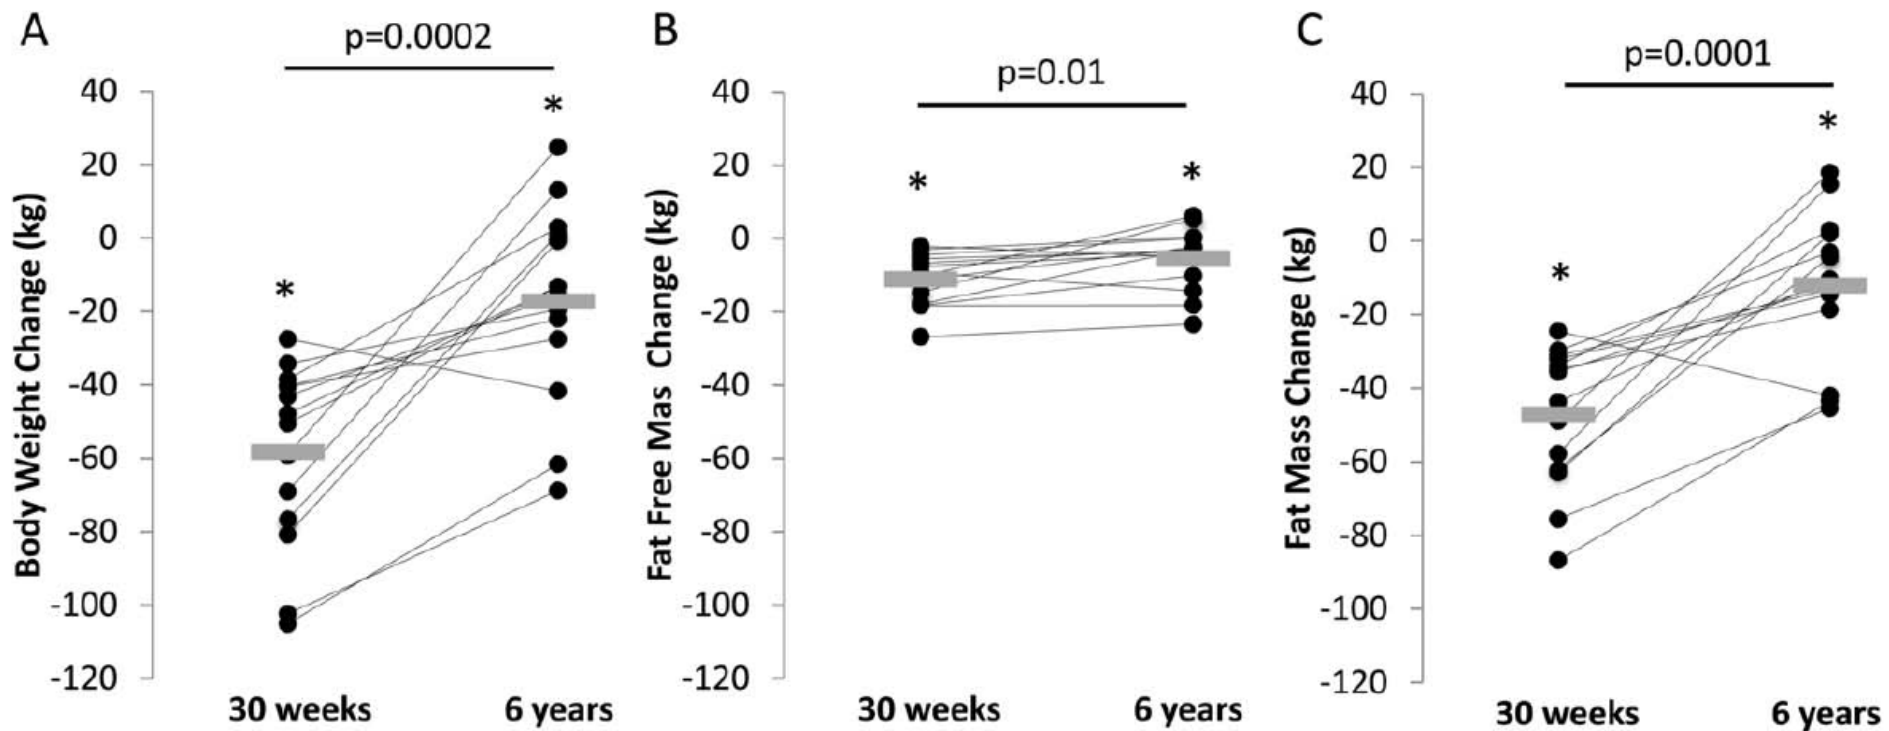 A
p=0.0002
Body Weight Change (kg)
40
20
0
-20
-40
-60
-80
-100
-120
*
*
30 weeks
6 years
B
p=0.01
Fat Free Mas Change (kg)
40
20
0
-20
-40
-60
-80
-100
-120
*
*
30 weeks
6 years
C
p=0.0001
Fat Mass Change (kg)
40
20
0
-20
-40
-60
-80
-100
-120
*
*
30 weeks
6 years